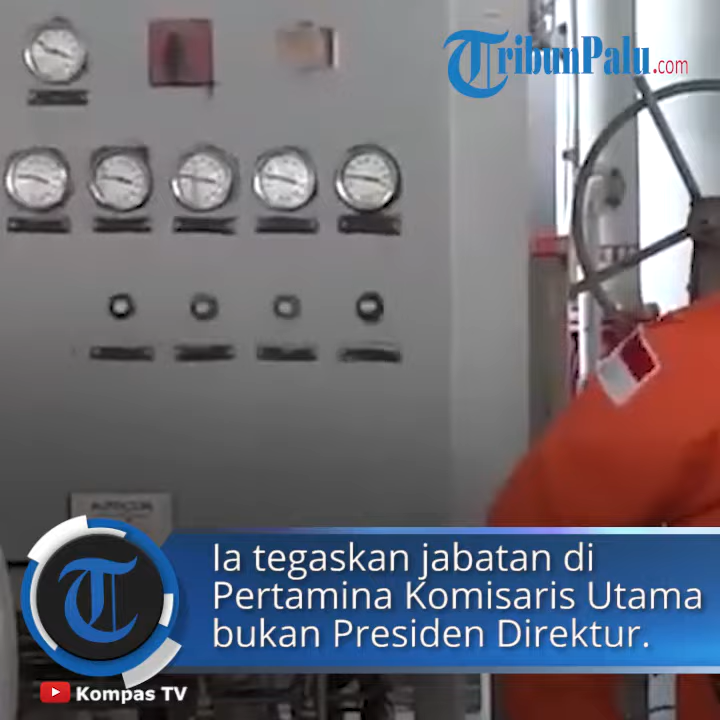 TribunPalu.com
Ia tegaskan jabatan di
Pertamina Komisaris Utama
bukan Presiden Direktur.
Kompas TV